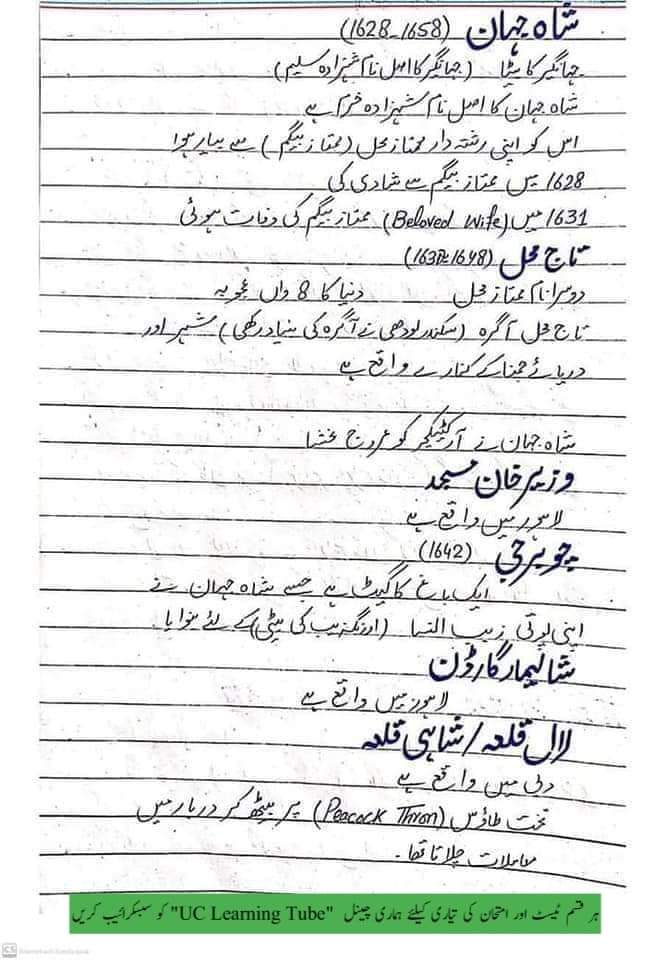 شاہ جہان (1628-1658)
جہانگیر کا بیٹا (جہانگیر کا اصل نام شہزادہ سلیم)
شاہ جہان کا اصل نام شہزادہ خرم ہے
اس کو اپنی رشتہ دار ممتاز محل (ممتاز بیگم) سے پیار ہوا
1628 میں ممتاز بیگم سے شادی کی
1631 میں (Beloved Wife) ممتاز بیگم کی وفات ہوئی
تاج محل (1631-1648)
دوسرا نام ممتاز محل دنیا کا 8 واں عجوبہ
تاج محل آگرہ (سکندر لودھی نے آگرہ کی بنیاد رکھی) شہر اور
دریائے جمنا کے کنارے واقع ہے
شاہ جہان نے آرکٹیکچر کو عروج بخشا
وزیر خان مسجد
لاہور میں واقع ہے
چوبرجی (1642)
ایک باغ کا گیٹ ہے جسے شاہ جہان نے
اپنی پوتی زیب النسا (اورنگزیب کی بیٹی) کے لئے بنوایا۔
شالیمار گارڈن
لاہور میں واقع ہے
لال قلعہ / شاہی قلعہ
دہلی میں واقع ہے
تخت طاؤس (Peacock Thron) پر بیٹھ کر دربار میں
معاملات چلاتا تھا۔
ہر قسم ٹیسٹ اور امتحان کی تیاری کیلئے ہماری چینل "UC Learning Tube" کو سبسکرائیب کریں
CS